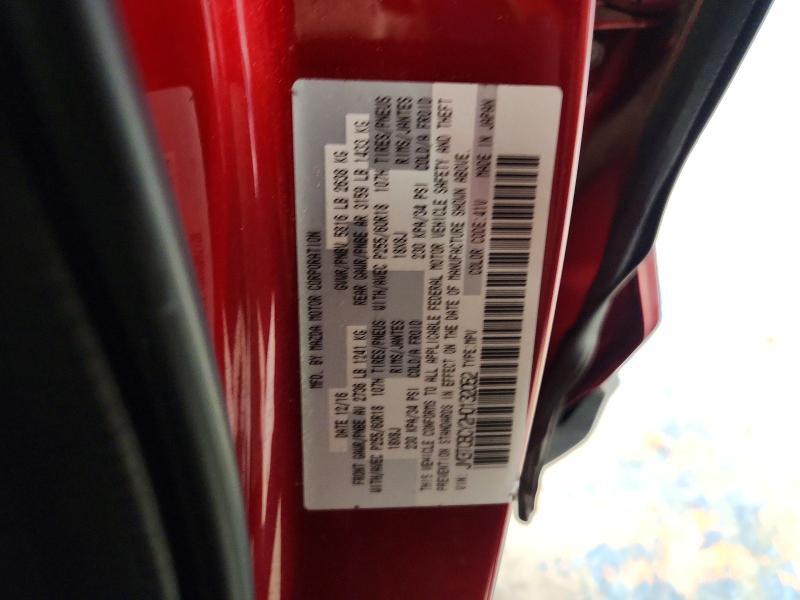 MFD. BY MAZDA MOTOR CORPORATION
DATE 12/16 GVWR/PNBV 5816 LB 2638 KG
FRONT GAWR/PNBE AV 2736 LB 1241 KG REAR GAWR/PNBE AR 3159 LB 1433 KG
WITH/AVEC P255/60R18 107H TIRES/PNEUS WITH/AVEC P255/60R18 107H TIRES/PNEUS
18X8J RIMS/JANTES 18X8J RIMS/JANTES
230 KPA/34 PSI COLD/A FROID 230 KPA/34 PSI COLD/A FROID
THIS VEHICLE CONFORMS TO ALL APPLICABLE FEDERAL MOTOR VEHICLE SAFETY AND THEFT
PREVENTION STANDARDS IN EFFECT ON THE DATE OF MANUFACTURE SHOWN ABOVE.
VIN: TYPE:MPV COLOR CODE:41V MADE IN JAPAN